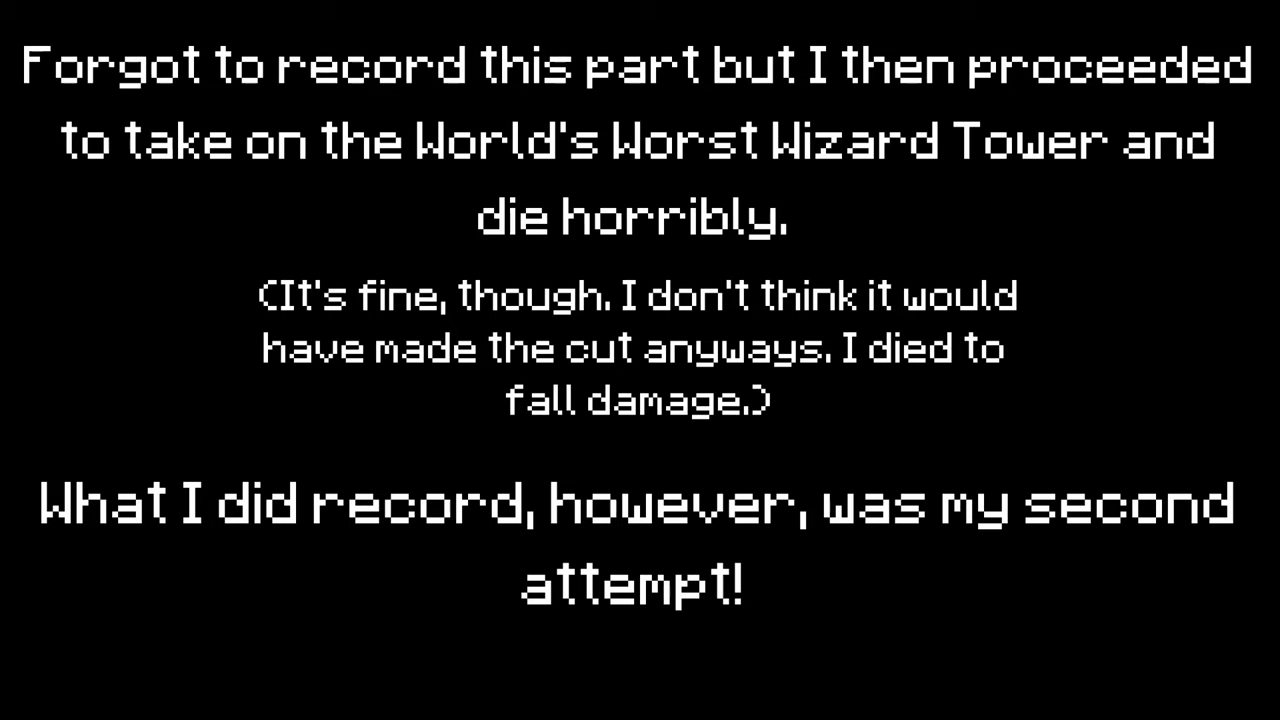 Forgot to record this part but I then proceeded
to take on the World's Worst Wizard Tower and
die horribly.
(It's fine, though. I don't think it would
have made the cut anyways. I died to
fall damage.)
What I did record, however, was my second
attempt!